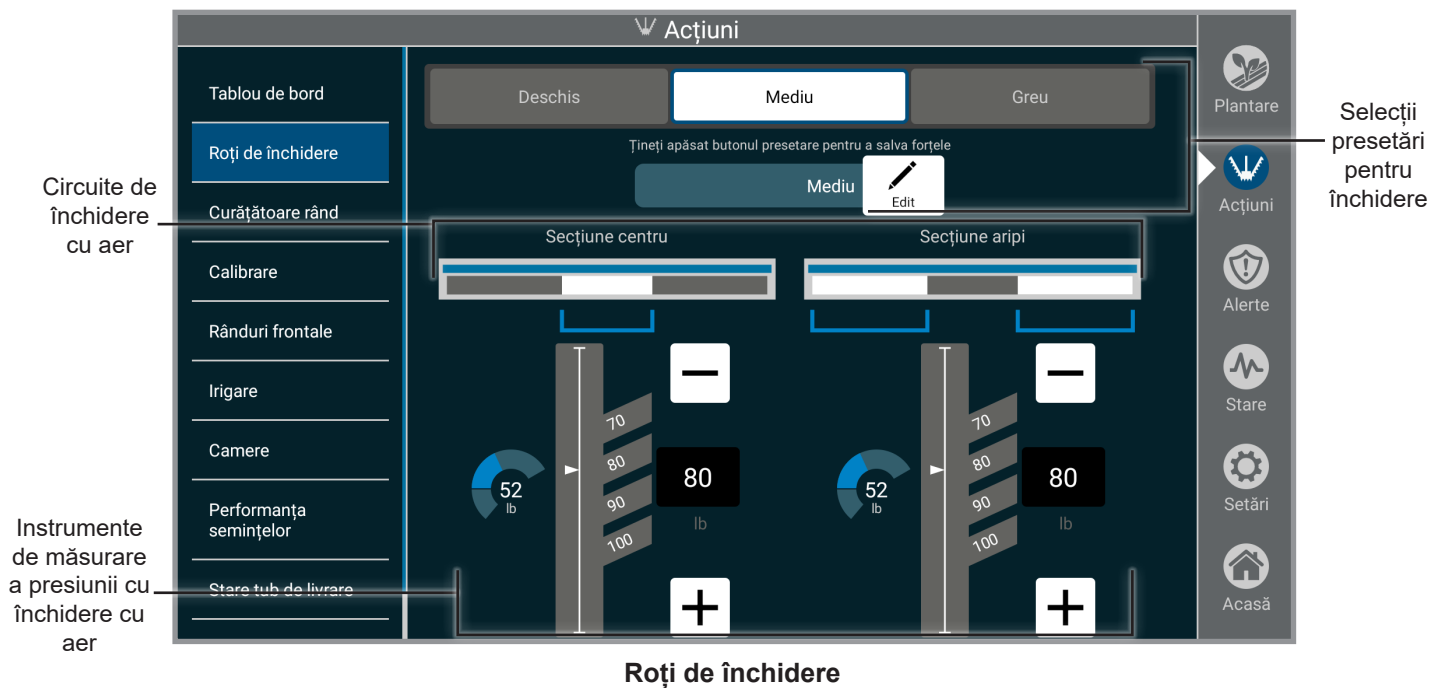 Acțiuni
Tablou de bord
Roți de închidere
Curățătoare rând
Calibrare
Rânduri frontale
Irigare
Camere
Performanța
semințelor
Stare tub de livrare
Deschis
Mediu
Greu
Țineți apăsat butonul presetare pentru a salva forțele
Mediu
Edit
Secțiune centru
Secțiune aripi
70
80
90
100
52
lb
80
lb
70
80
90
100
52
lb
80
lb
Plantare
Acțiuni
Alerte
Stare
Setări
Acasă
Circuite de
închidere
cu aer
Instrumente
de măsurare
a presiunii cu
închidere cu
aer
Selecții
presetări
pentru
închidere
Roți de închidere